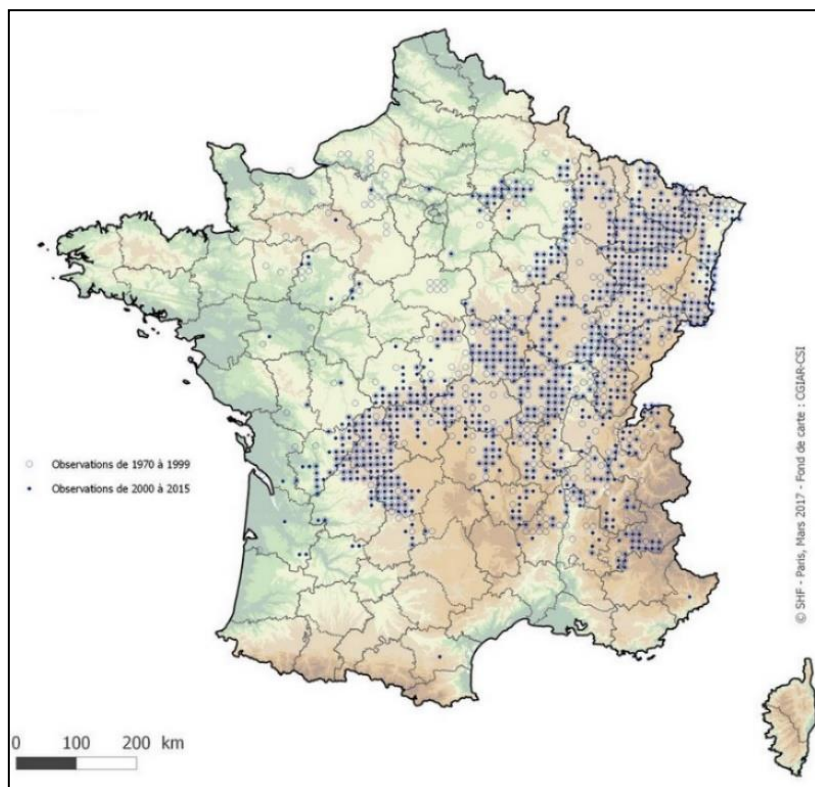 Observations de 1970 à 1999
Observations de 2000 à 2015
© SHF - Paris, Mars 2017 - Fond de carte : CGIAR-CSI
0 100 200 km